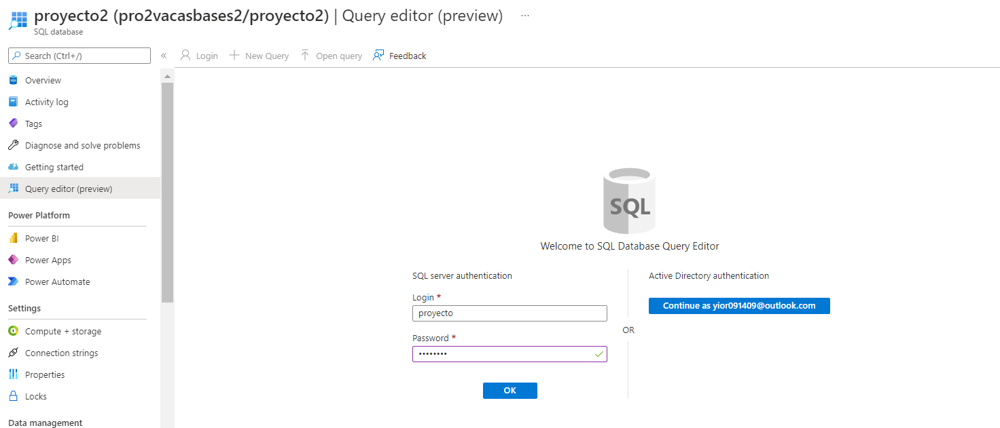 proyecto2 (pro2vacasbases2/proyecto2) | Query editor (preview) ...
SQL database
Search (Ctrl+/)
«
Login
New Query
Open query
Feedback
Overview
Activity log
Tags
Diagnose and solve problems
Getting started
Query editor (preview)
Power Platform
Power BI
Power Apps
Power Automate
Settings
Compute + storage
Connection strings
Properties
Locks
Data management
SQL
Welcome to SQL Database Query Editor
SQL server authentication
Login *
proyecto
Password *
••••••••
OK
OR
Active Directory authentication
Continue as yior091409@outlook.com